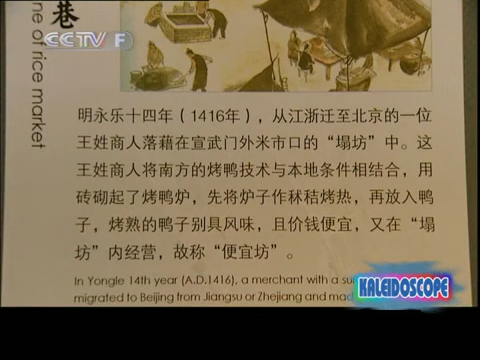 CCTV F
巷
ne of rice market
明永乐十四年（1416年），从江浙迁至北京的一位
王姓商人落藉在宣武门外米市口的“塌坊”中。这
王姓商人将南方的烤鸭技术与本地条件相结合，用
砖砌起了烤鸭炉，先将炉子作秫秸烤热，再放入鸭
子，烤熟的鸭子别具风味，且价钱便宜，又在“塌
坊”内经营，故称“便宜坊”。
In Yongle 14th year (A.D.1416), a merchant with a su
migrated to Beijing from Jiangsu or Zhejiang and mad
KALEIDOSCOPE